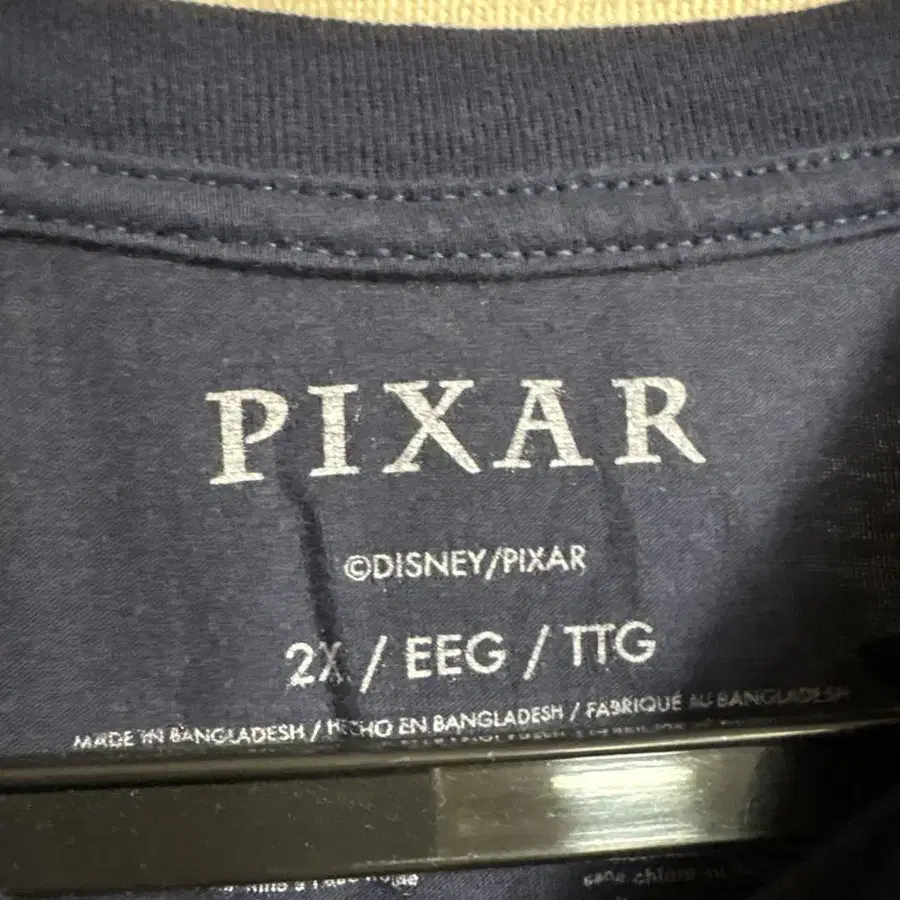 PIXAR
©DISNEY/PIXAR
2X / EEG / TTG
MADE IN BANGLADESH / HECHO EN BANGLADESH / FABRIQUÉ AU BANGLADESH